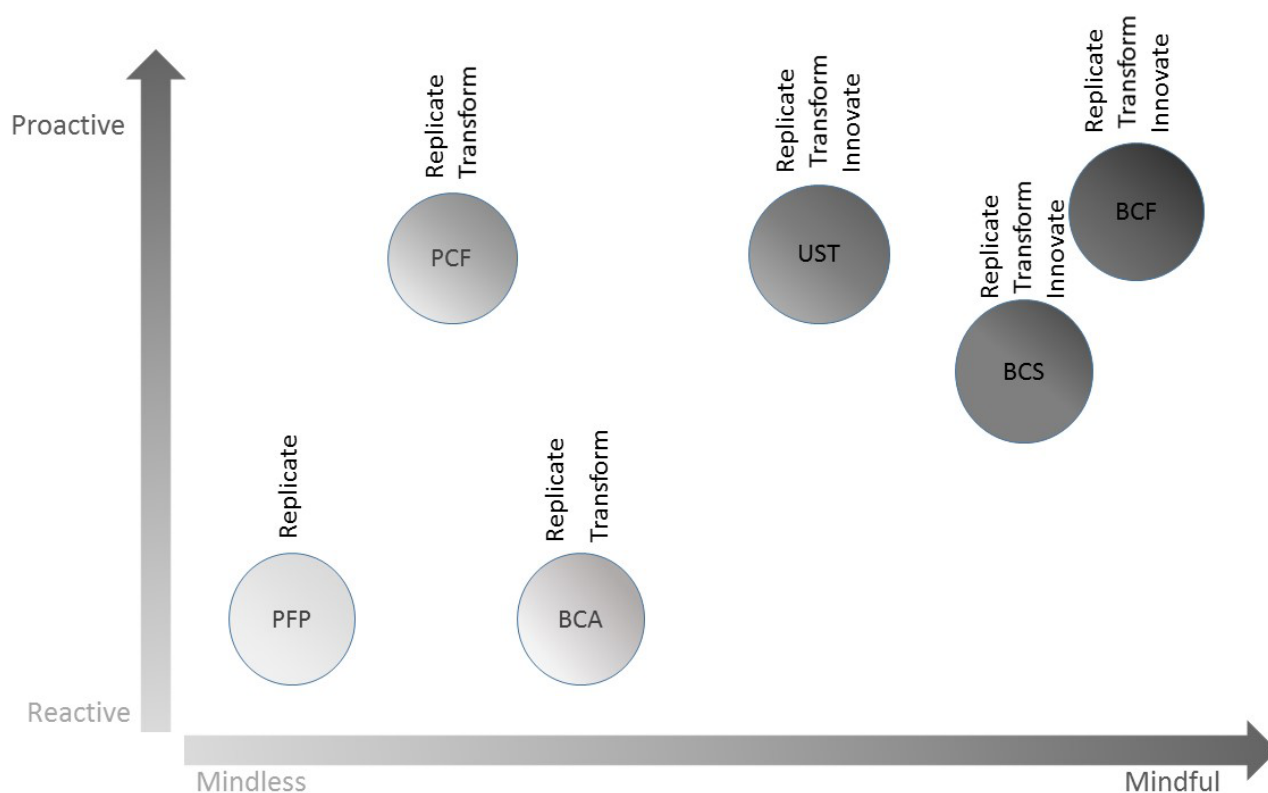 Proactive
Replicate
Transform
PCF
Replicate
Transform
Innovate
UST
Replicate
Transform
Innovate
BCF
Replicate
Transform
Innovate
BCS
Replicate
PFP
Replicate
Transform
BCA
Reactive
Mindless
Mindful